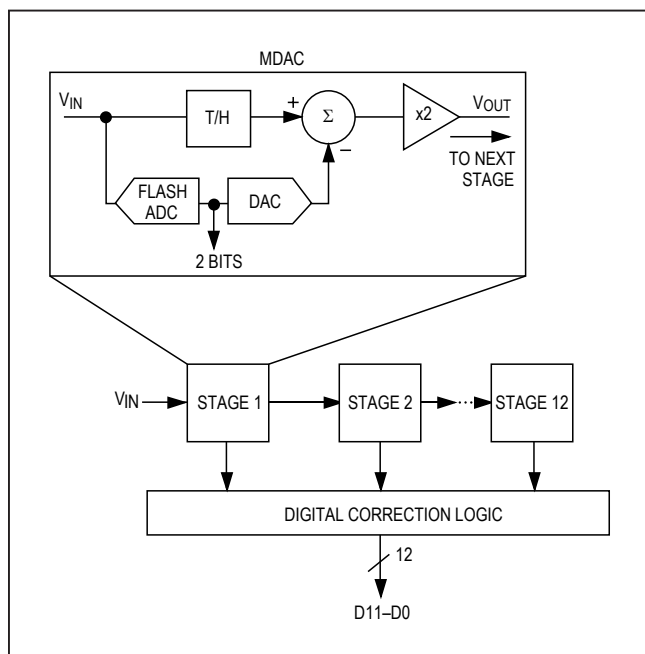 MDAC
VIN
T/H
+
Σ
−
x2
VOUT
TO NEXT
STAGE
FLASH
ADC
DAC
2 BITS
VIN
STAGE 1
STAGE 2
...
STAGE 12
DIGITAL CORRECTION LOGIC
12
D11–D0